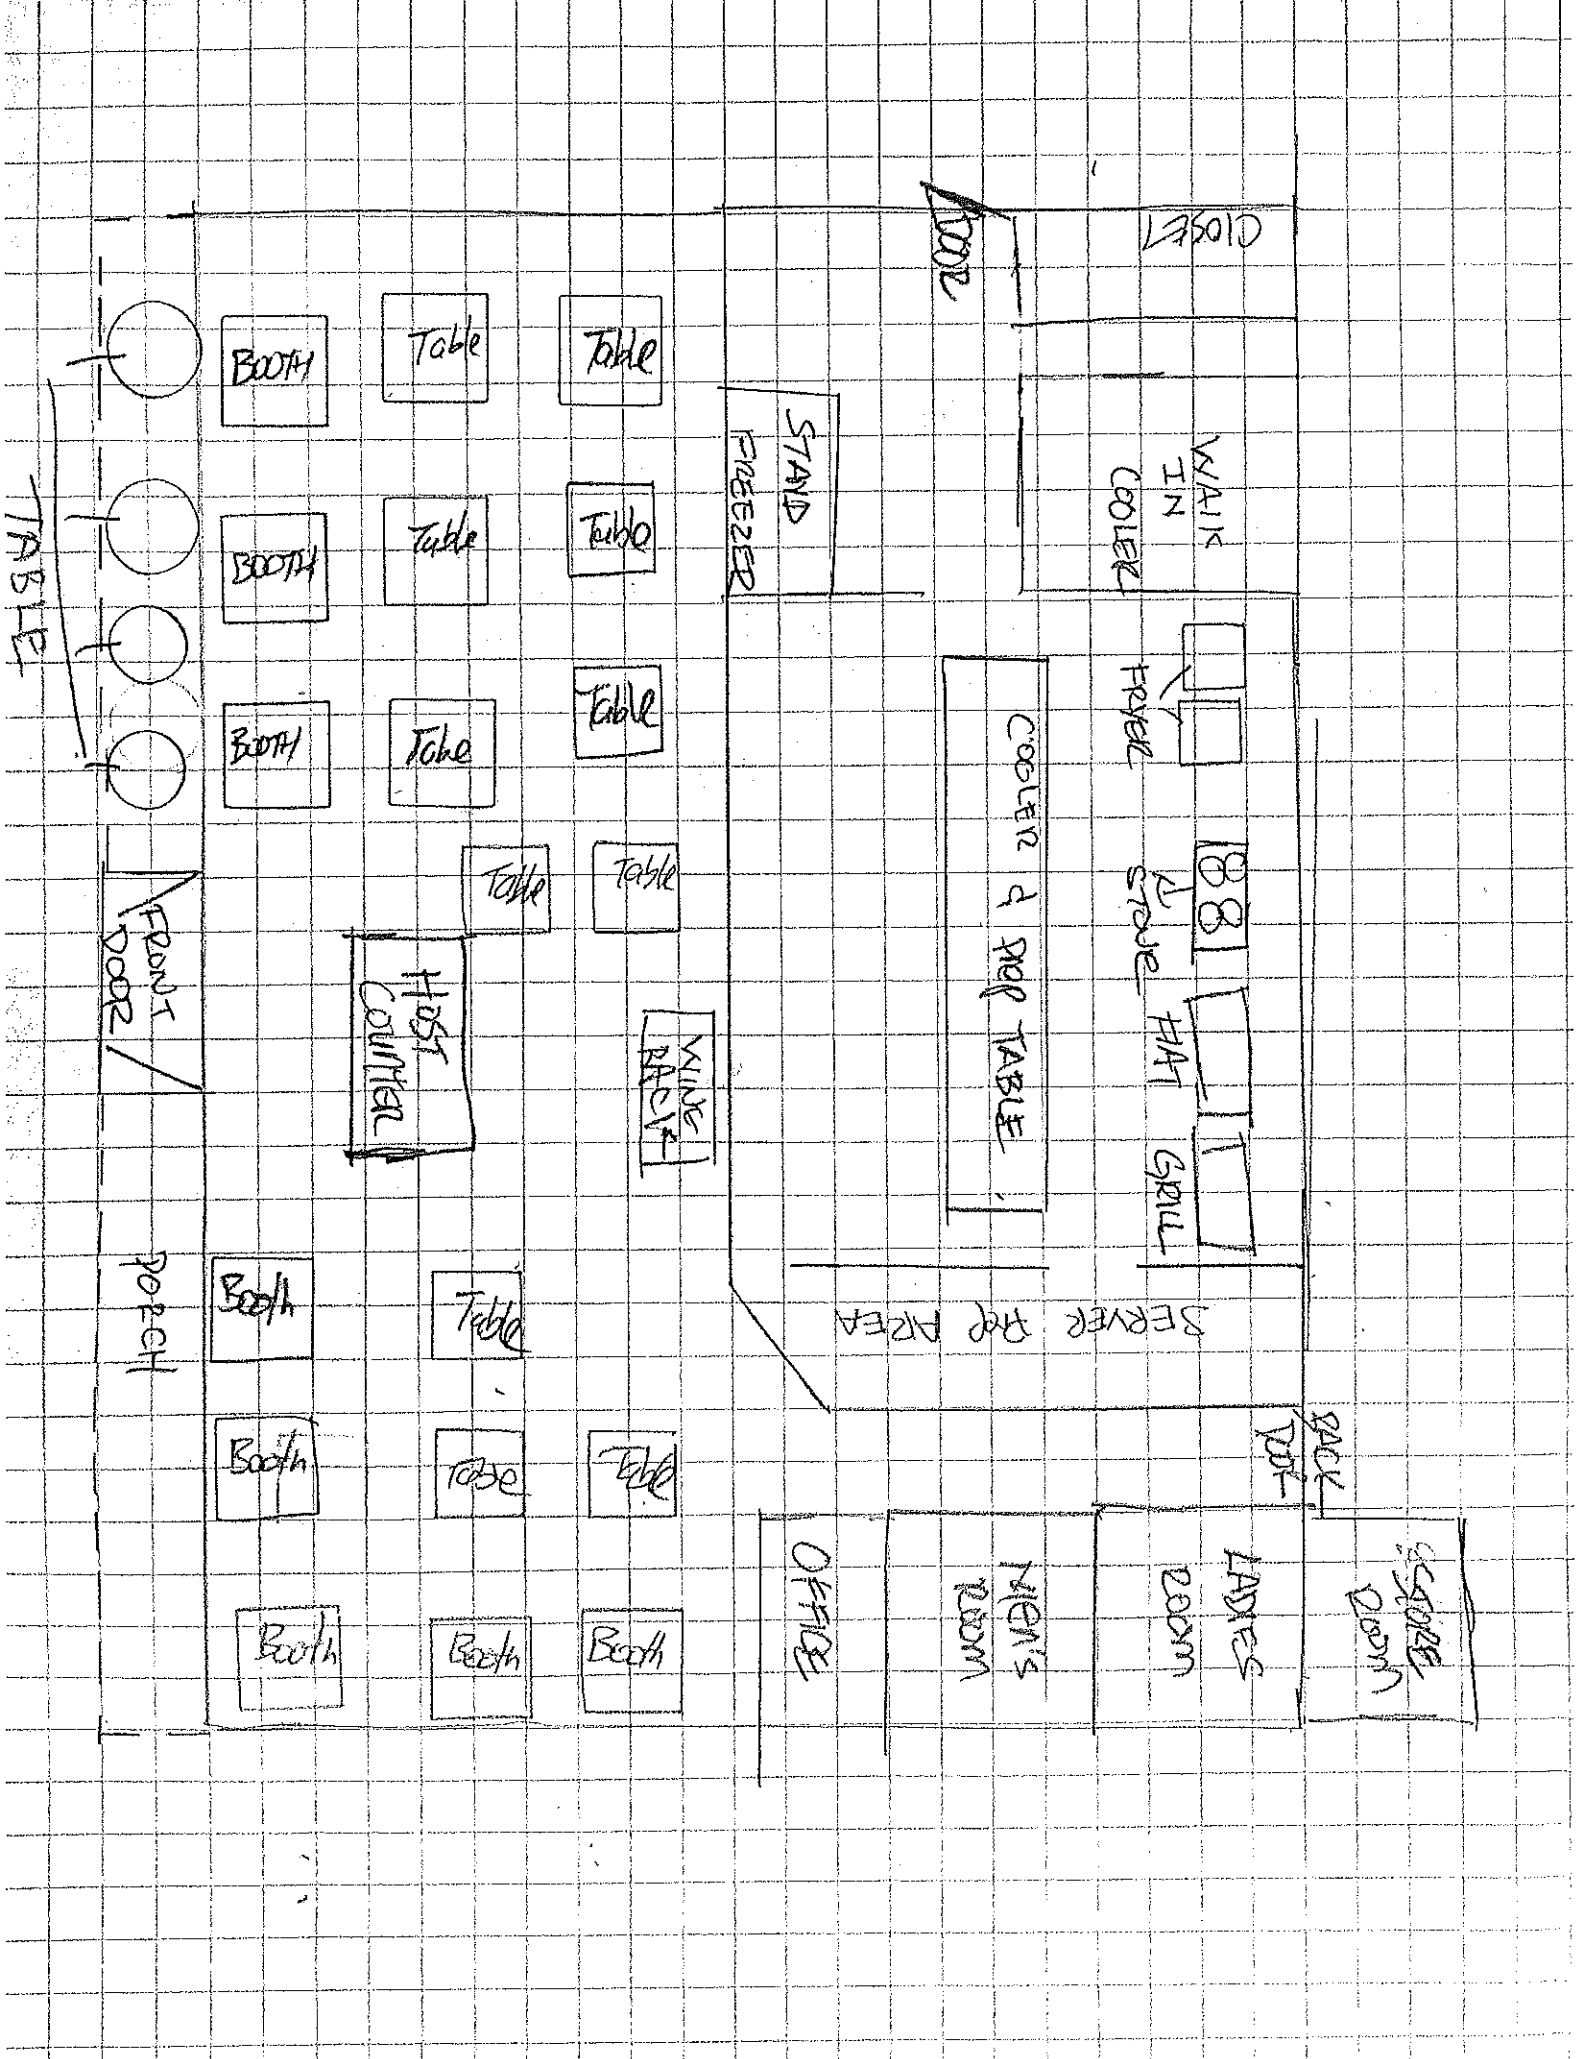 CLOSET
DOOR
BOOTH
Table
Table
STAND
FREEZER
WALK
IN
COOLER
TABLE
BOOTH
Table
Table
FRYER
BOOTH
Table
Table
COOLER & Prep TABLE
STOVE
Table
Table
FRONT
DOOR
HOST
COUNTER
WINE
RACK
FLAT
GRILL
PORCH
Booth
Table
SERVER Prep AREA
Booth
Table
Table
BACK
DOOR
Booth
Booth
Booth
OFFICE
Men's
Room
LADIES
ROOM
STORE
ROOM